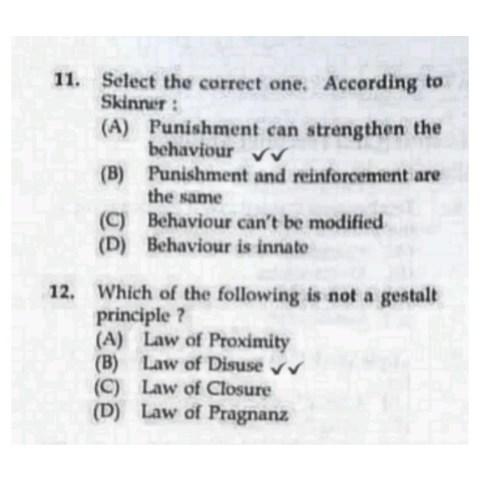 11. Select the correct one. According to
Skinner :
(A) Punishment can strengthen the
behaviour ✓✓
(B) Punishment and reinforcement are
the same
(C) Behaviour can't be modified
(D) Behaviour is innate
12. Which of the following is not a gestalt
principle ?
(A) Law of Proximity
(B) Law of Disuse ✓✓
(C) Law of Closure
(D) Law of Pragnanz